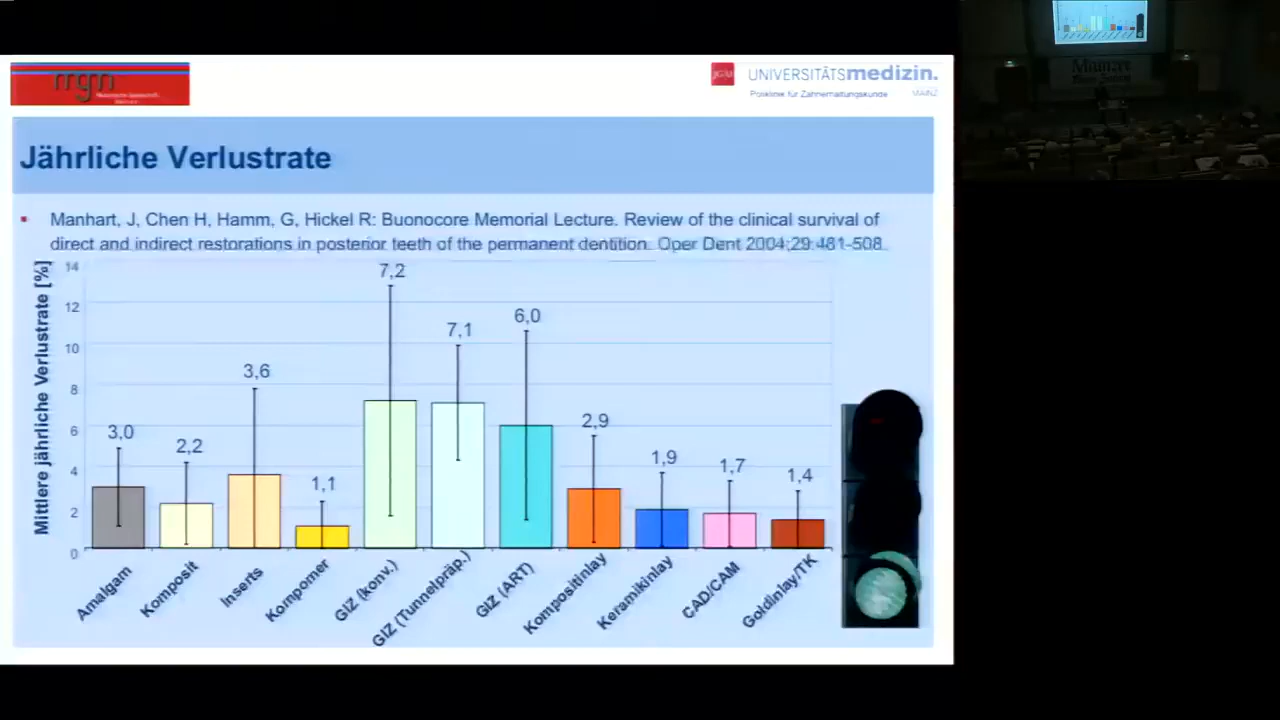 mgn
UNIVERSITÄTSmedizin.
Poliklinik für Zahnerhaltungskunde
MAINZ
Jährliche Verlustrate
Manhart, J, Chen H, Hamm, G, Hickel R: Buonocore Memorial Lecture. Review of the clinical survival of
direct and indirect restorations in posterior teeth of the permanent dentition. Oper Dent 2004;29:481-508.
Mittlere jährliche Verlustrate [%]
14
12
10
8
6
4
2
0
3,0
2,2
3,6
1,1
7,2
7,1
6,0
2,9
1,9
1,7
1,4
Amalgam
Komposit
Inserts
Kompomer
GIZ (konv.)
GIZ (Tunnelpräp.)
GIZ (ART)
Kompositinlay
Keramikinlay
CAD/CAM
Goldinlay/TK